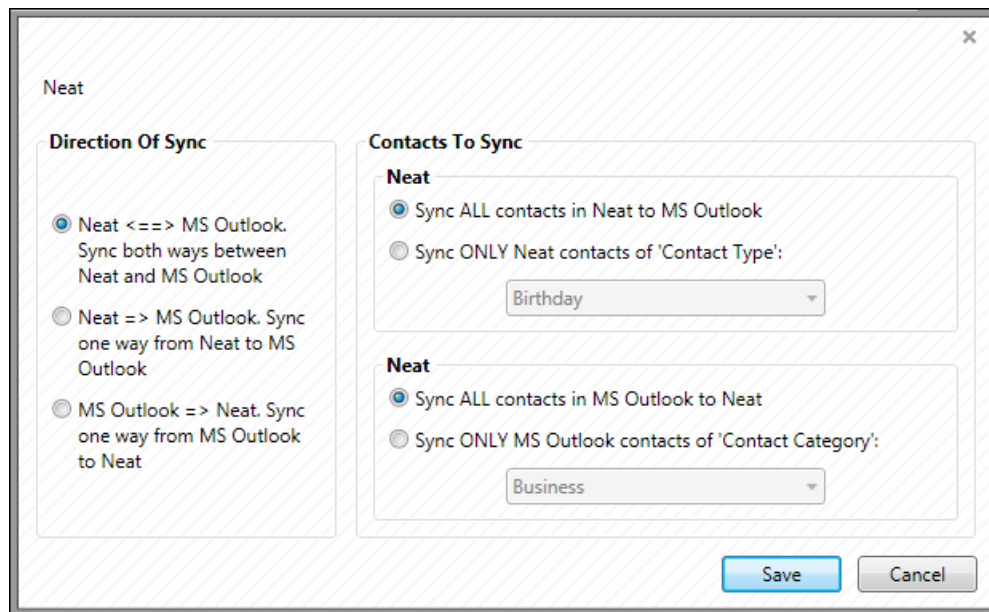 Neat
Direction Of Sync
Neat <==> MS Outlook.
Sync both ways between
Neat and MS Outlook
Neat => MS Outlook. Sync
one way from Neat to MS
Outlook
MS Outlook => Neat. Sync
one way from MS Outlook
to Neat
Contacts To Sync
Neat
Sync ALL contacts in Neat to MS Outlook
Sync ONLY Neat contacts of 'Contact Type':
Birthday
Neat
Sync ALL contacts in MS Outlook to Neat
Sync ONLY MS Outlook contacts of 'Contact Category':
Business
Save
Cancel